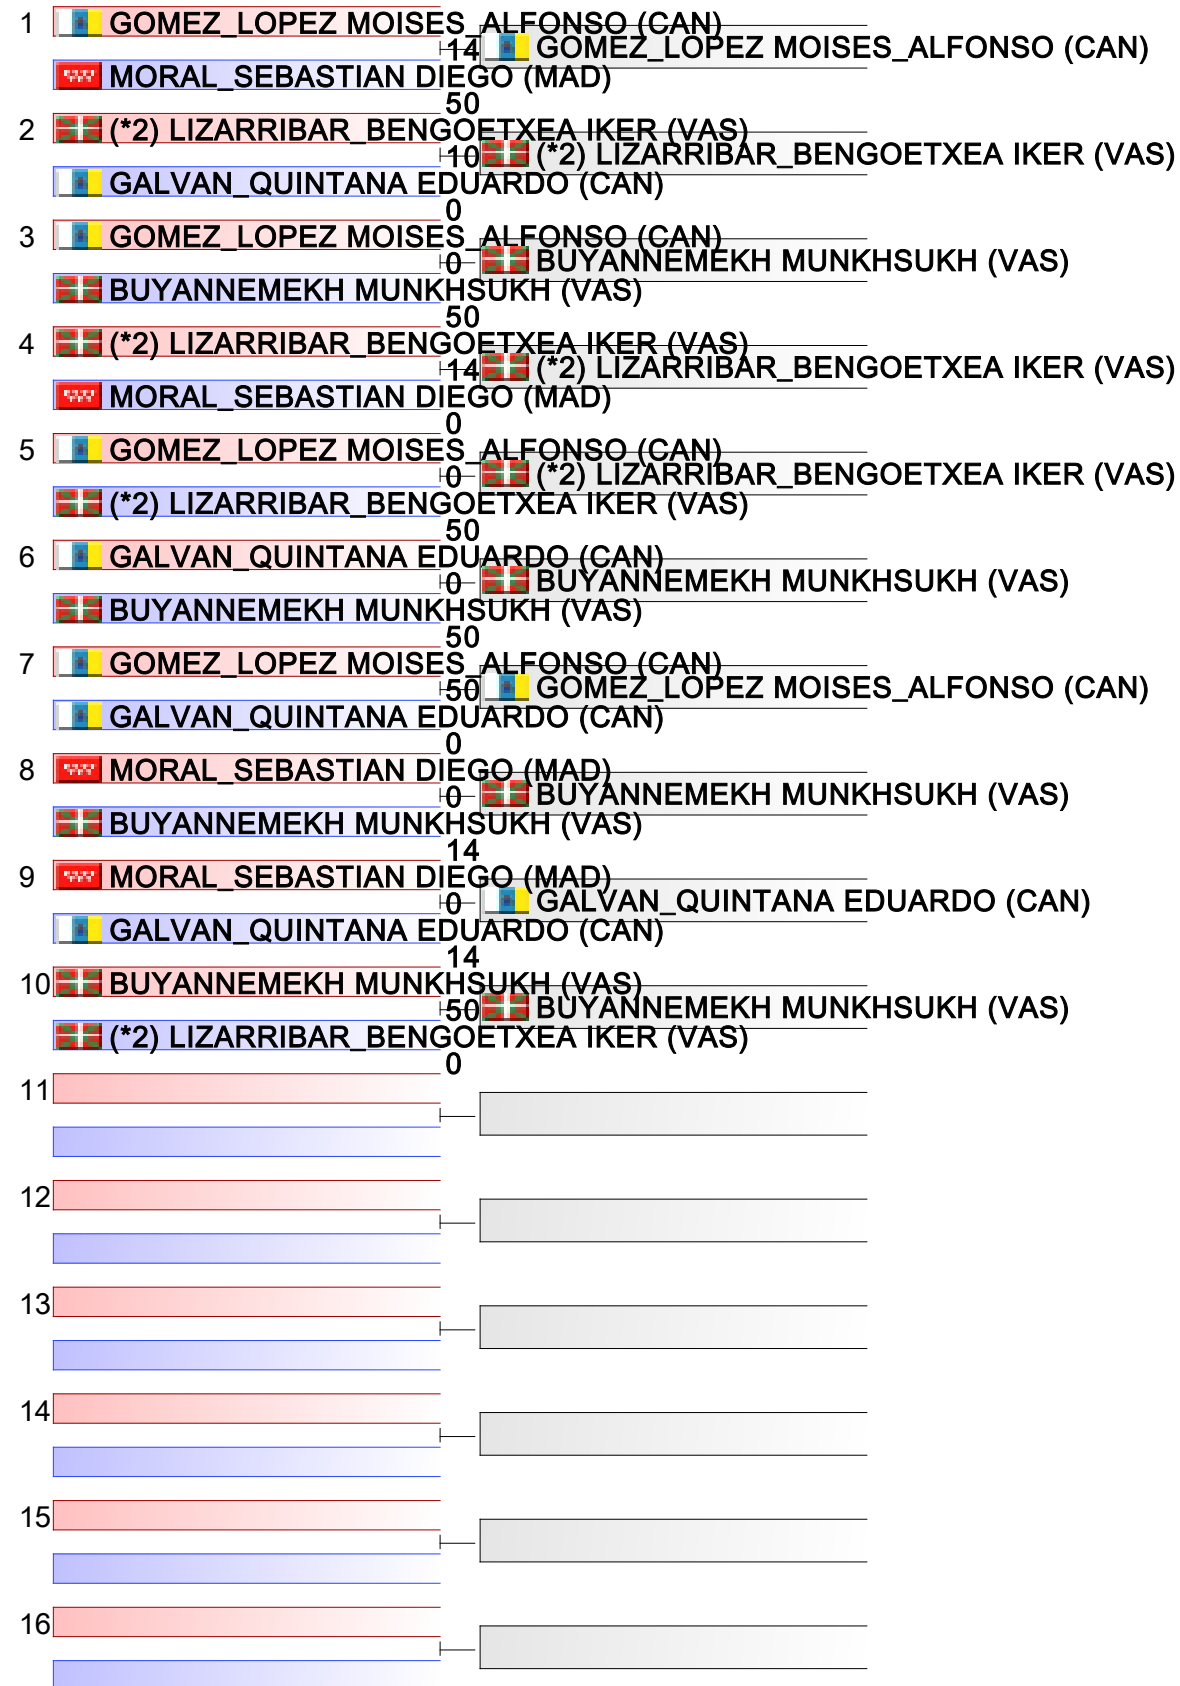 1 GOMEZ_LOPEZ MOISES_ALFONSO (CAN)
14 GOMEZ_LOPEZ MOISES_ALFONSO (CAN)
MORAL_SEBASTIAN DIEGO (MAD)
50
2 (*2) LIZARRIBAR_BENGOETXEA IKER (VAS)
10 (*2) LIZARRIBAR_BENGOETXEA IKER (VAS)
GALVAN_QUINTANA EDUARDO (CAN)
0
3 GOMEZ_LOPEZ MOISES_ALFONSO (CAN)
0 BUYANNEMEKH MUNKHSUKH (VAS)
BUYANNEMEKH MUNKHSUKH (VAS)
50
4 (*2) LIZARRIBAR_BENGOETXEA IKER (VAS)
14 (*2) LIZARRIBAR_BENGOETXEA IKER (VAS)
MORAL_SEBASTIAN DIEGO (MAD)
0
5 GOMEZ_LOPEZ MOISES_ALFONSO (CAN)
0 (*2) LIZARRIBAR_BENGOETXEA IKER (VAS)
(*2) LIZARRIBAR_BENGOETXEA IKER (VAS)
50
6 GALVAN_QUINTANA EDUARDO (CAN)
0 BUYANNEMEKH MUNKHSUKH (VAS)
BUYANNEMEKH MUNKHSUKH (VAS)
50
7 GOMEZ_LOPEZ MOISES_ALFONSO (CAN)
50 GOMEZ_LOPEZ MOISES_ALFONSO (CAN)
GALVAN_QUINTANA EDUARDO (CAN)
0
8 MORAL_SEBASTIAN DIEGO (MAD)
0 BUYANNEMEKH MUNKHSUKH (VAS)
BUYANNEMEKH MUNKHSUKH (VAS)
14
9 MORAL_SEBASTIAN DIEGO (MAD)
0 GALVAN_QUINTANA EDUARDO (CAN)
GALVAN_QUINTANA EDUARDO (CAN)
14
10 BUYANNEMEKH MUNKHSUKH (VAS)
50 BUYANNEMEKH MUNKHSUKH (VAS)
(*2) LIZARRIBAR_BENGOETXEA IKER (VAS)
0
11
12
13
14
15
16